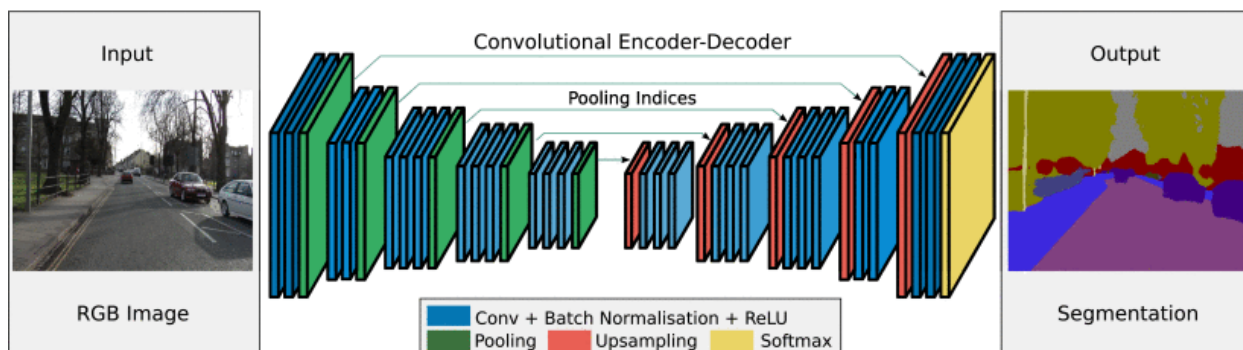 Input
RGB Image
Convolutional Encoder-Decoder
Pooling Indices
Conv + Batch Normalisation + ReLU
Pooling Upsampling Softmax
Output
Segmentation